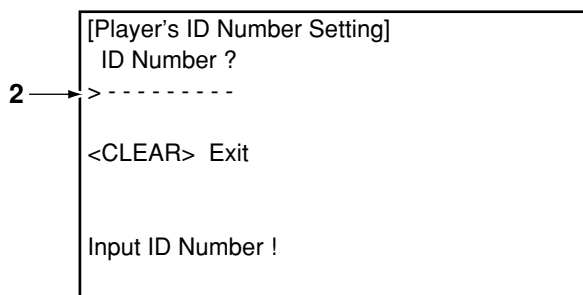 [Player's ID Number Setting]
ID Number ?
2
> - - - - - - - - -
<CLEAR> Exit
Input ID Number !